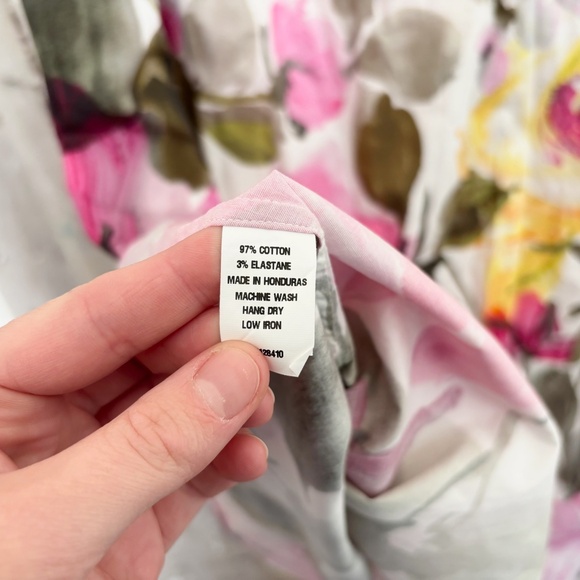 97% COTTON
3% ELASTANE
MADE IN HONDURAS
MACHINE WASH
HANG DRY
LOW IRON